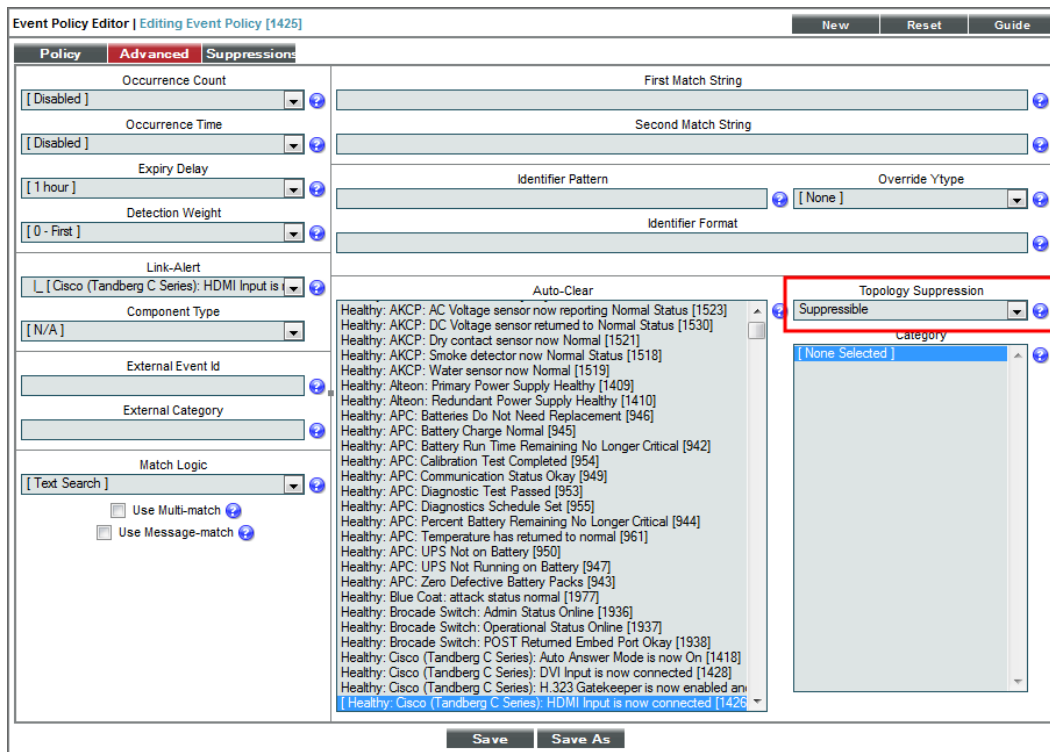 Event Policy Editor | Editing Event Policy [1425]
New
Reset
Guide
Policy
Advanced
Suppressions
Occurrence Count
[ Disabled ]
Occurrence Time
[ Disabled ]
Expiry Delay
[ 1 hour ]
Detection Weight
[ 0 - First ]
Link-Alert
|_ [ Cisco (Tandberg C Series): HDMI Input is
Component Type
[ N/A ]
External Event Id
External Category
Match Logic
[ Text Search ]
Use Multi-match
Use Message-match
First Match String
Second Match String
Identifier Pattern
Override Ytype
[ None ]
Identifier Format
Auto-Clear
Healthy: AKCP: AC Voltage sensor now reporting Normal Status [1523]
Healthy: AKCP: DC Voltage sensor returned to Normal Status [1530]
Healthy: AKCP: Dry contact sensor now Normal [1521]
Healthy: AKCP: Smoke detector now Normal Status [1518]
Healthy: AKCP: Water sensor now Normal [1519]
Healthy: Alteon: Primary Power Supply Healthy [1409]
Healthy: Alteon: Redundant Power Supply Healthy [1410]
Healthy: APC: Batteries Do Not Need Replacement [946]
Healthy: APC: Battery Charge Normal [945]
Healthy: APC: Battery Run Time Remaining No Longer Critical [942]
Healthy: APC: Calibration Test Completed [954]
Healthy: APC: Communication Status Okay [949]
Healthy: APC: Diagnostic Test Passed [953]
Healthy: APC: Diagnostics Schedule Set [955]
Healthy: APC: Percent Battery Remaining No Longer Critical [944]
Healthy: APC: Temperature has returned to normal [961]
Healthy: APC: UPS Not on Battery [950]
Healthy: APC: UPS Not Running on Battery [947]
Healthy: APC: Zero Defective Battery Packs [943]
Healthy: Blue Coat: attack status normal [1977]
Healthy: Brocade Switch: Admin Status Online [1936]
Healthy: Brocade Switch: Operational Status Online [1937]
Healthy: Brocade Switch: POST Returned Embed Port Okay [1938]
Healthy: Cisco (Tandberg C Series): Auto Answer Mode is now On [1418]
Healthy: Cisco (Tandberg C Series): DVI Input is now connected [1428]
Healthy: Cisco (Tandberg C Series): H.323 Gatekeeper is now enabled an
[ Healthy: Cisco (Tandberg C Series): HDMI Input is now connected [1426
Topology Suppression
Suppressible
Category
[ None Selected ]
Save
Save As